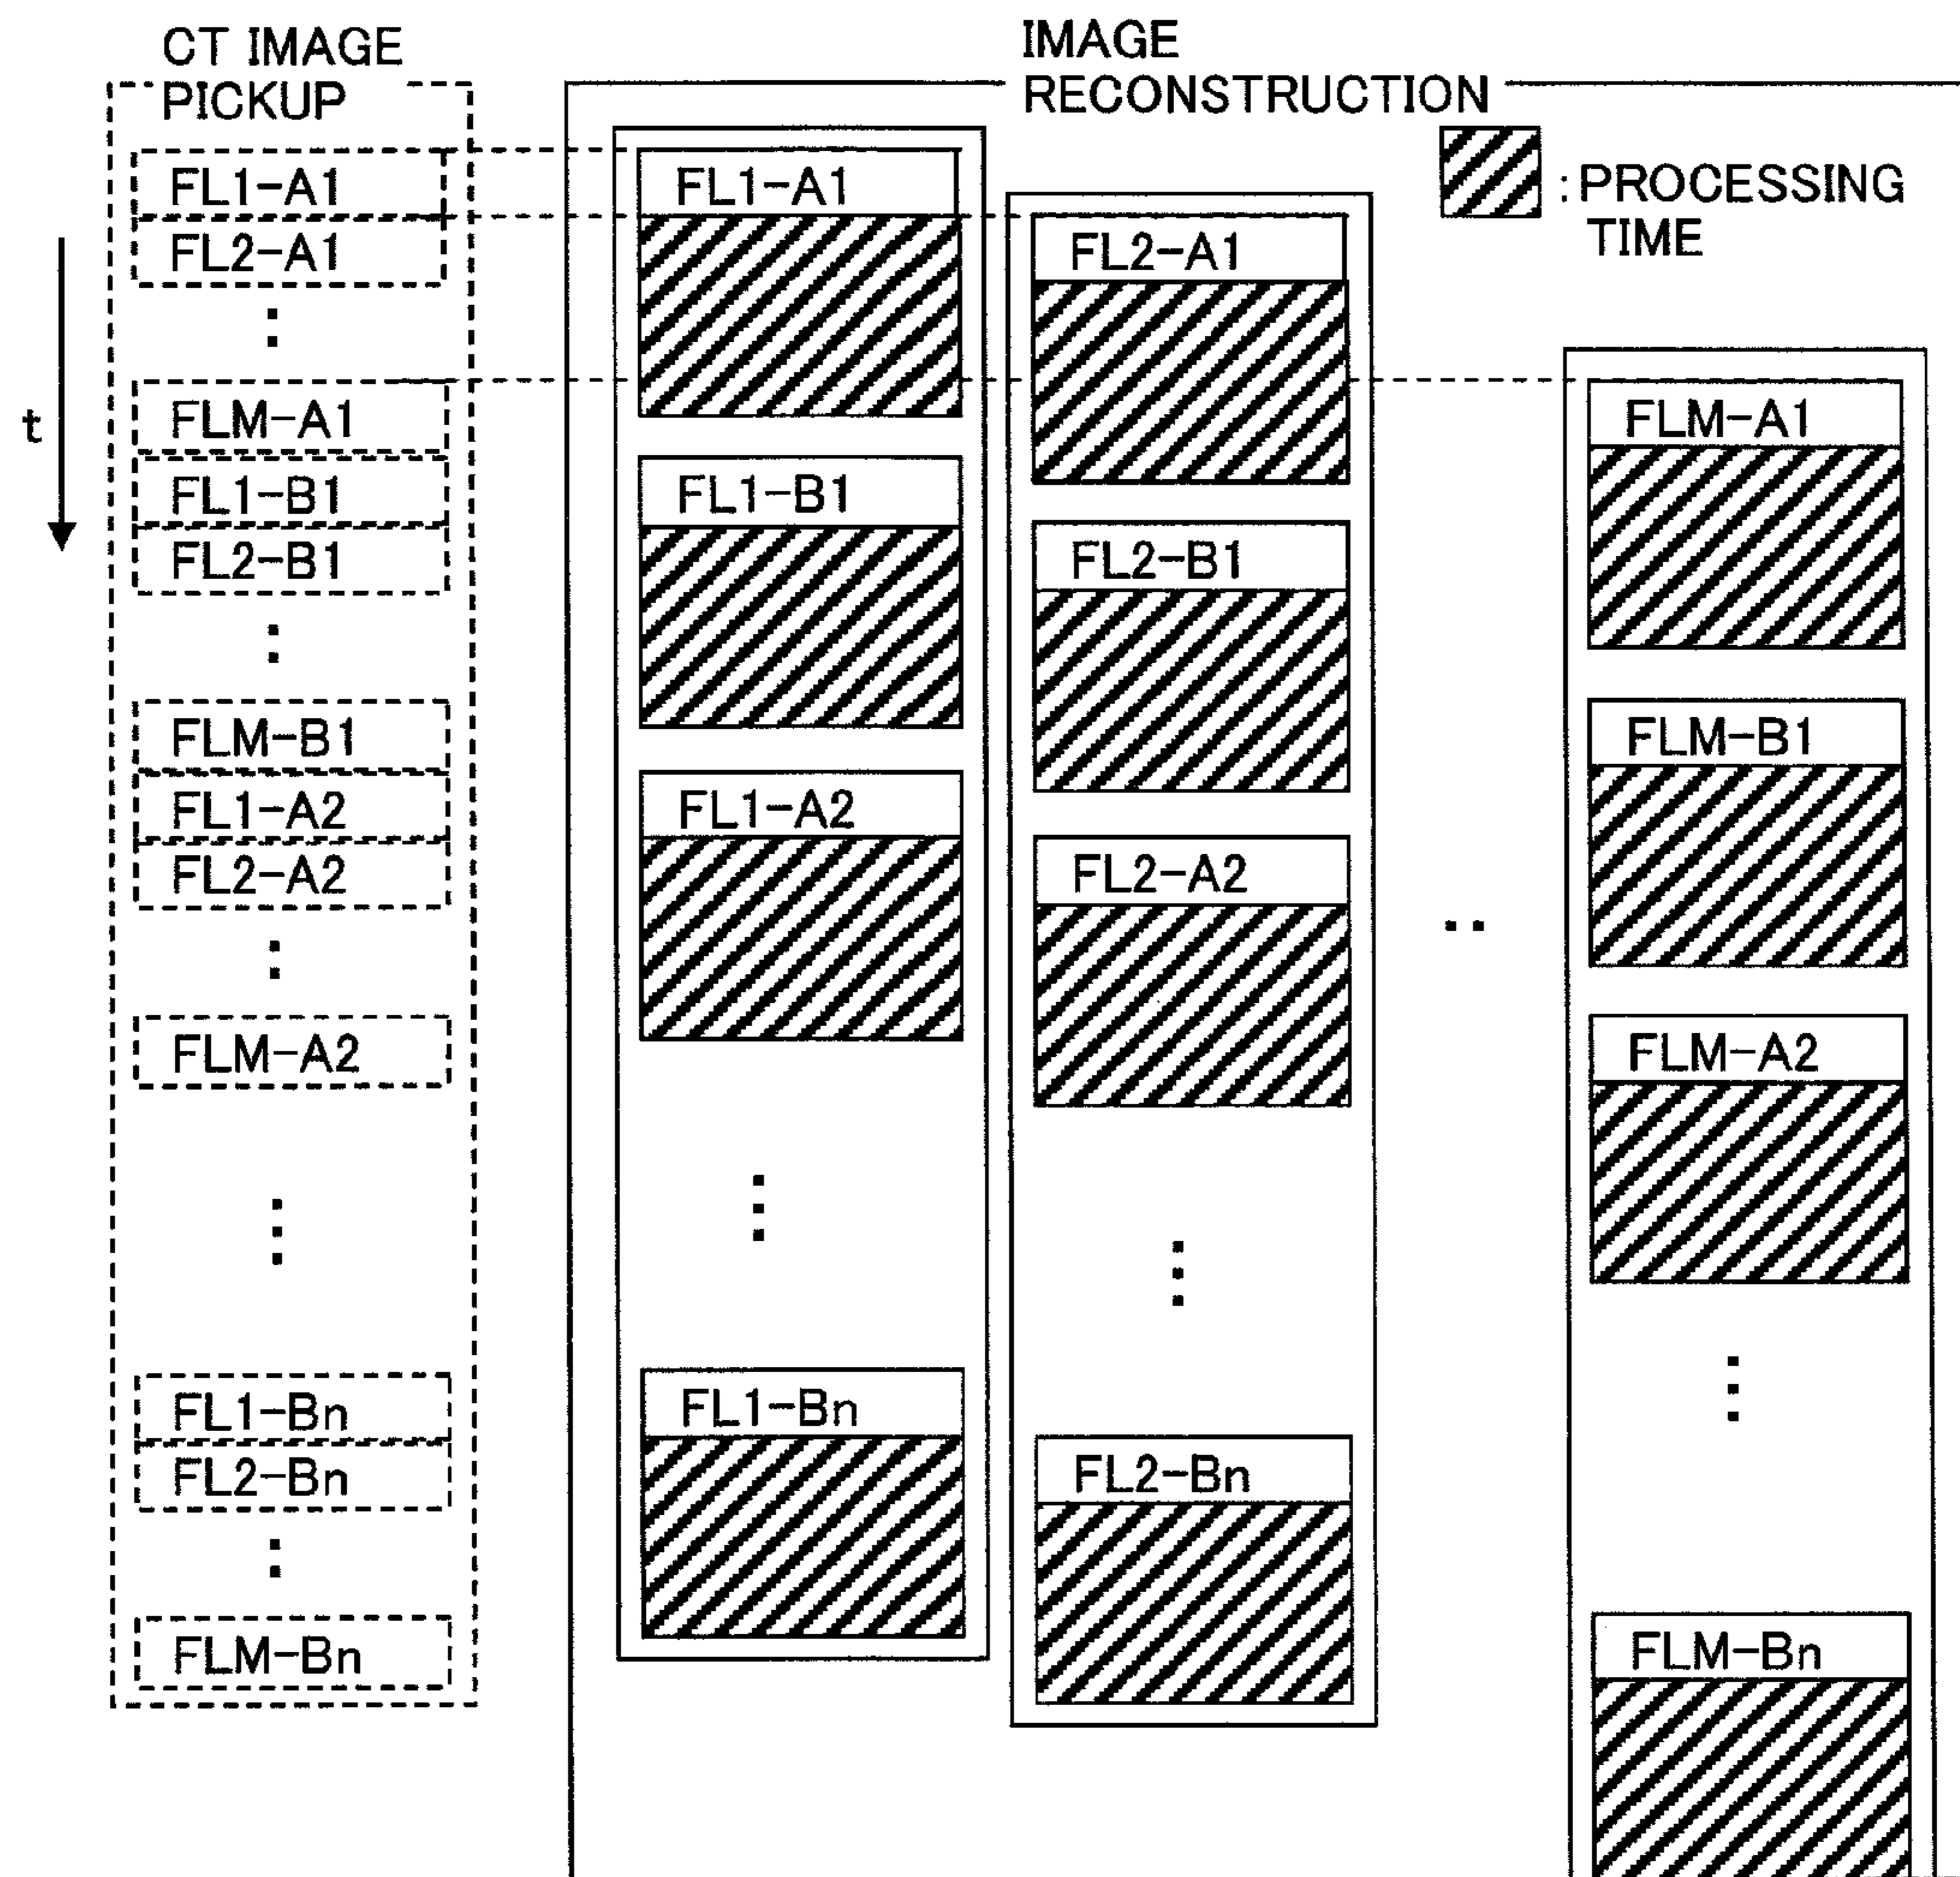 CT IMAGE
PICKUP
FL1-A1
FL2-A1
:
FLM-A1
FL1-B1
FL2-B1
:
FLM-B1
FL1-A2
FL2-A2
:
FLM-A2
⋮
FL1-Bn
FL2-Bn
:
FLM-Bn
t
IMAGE
RECONSTRUCTION
:PROCESSING
TIME
FL1-A1
FL1-B1
FL1-A2
⋮
FL1-Bn
FL2-A1
FL2-B1
FL2-A2
⋮
FL2-Bn
..
FLM-A1
FLM-B1
FLM-A2
⋮
FLM-Bn